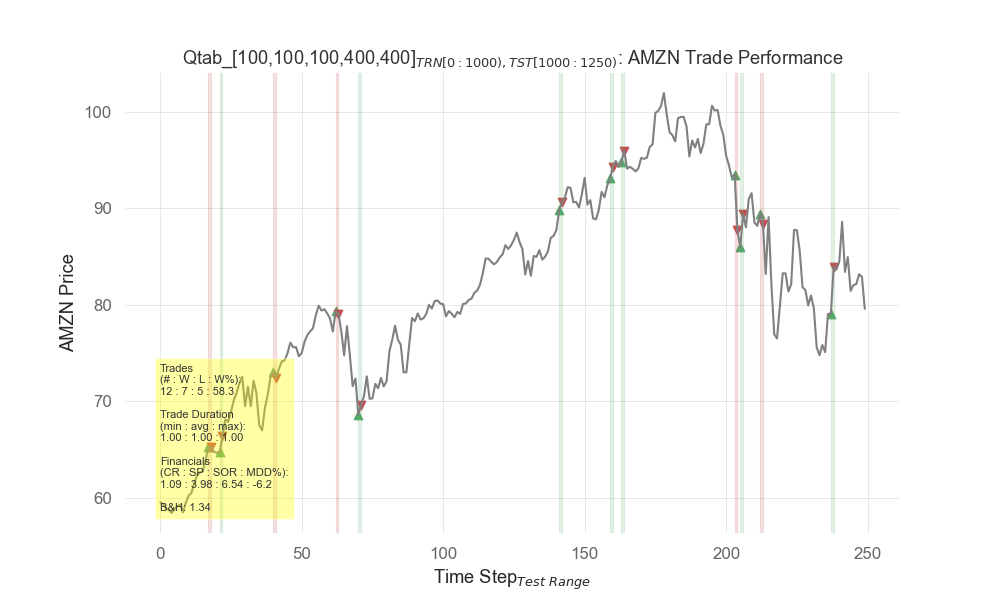 Qtab_[100,100,100,400,400]TRN[0 : 1000), TST[1000 : 1250): AMZN Trade Performance
100
90
80
70
60
AMZN Price
Trades
(# : W : L : W%):
12 : 7 : 5 : 58.3
Trade Duration
(min : avg : max):
1.00 : 1.00 : 1.00
Financials
(CR : SP : SOR : MDD%):
1.09 : 3.98 : 6.54 : -6.2
B&H: 1.34
0 50 100 150 200 250
Time StepTest Range